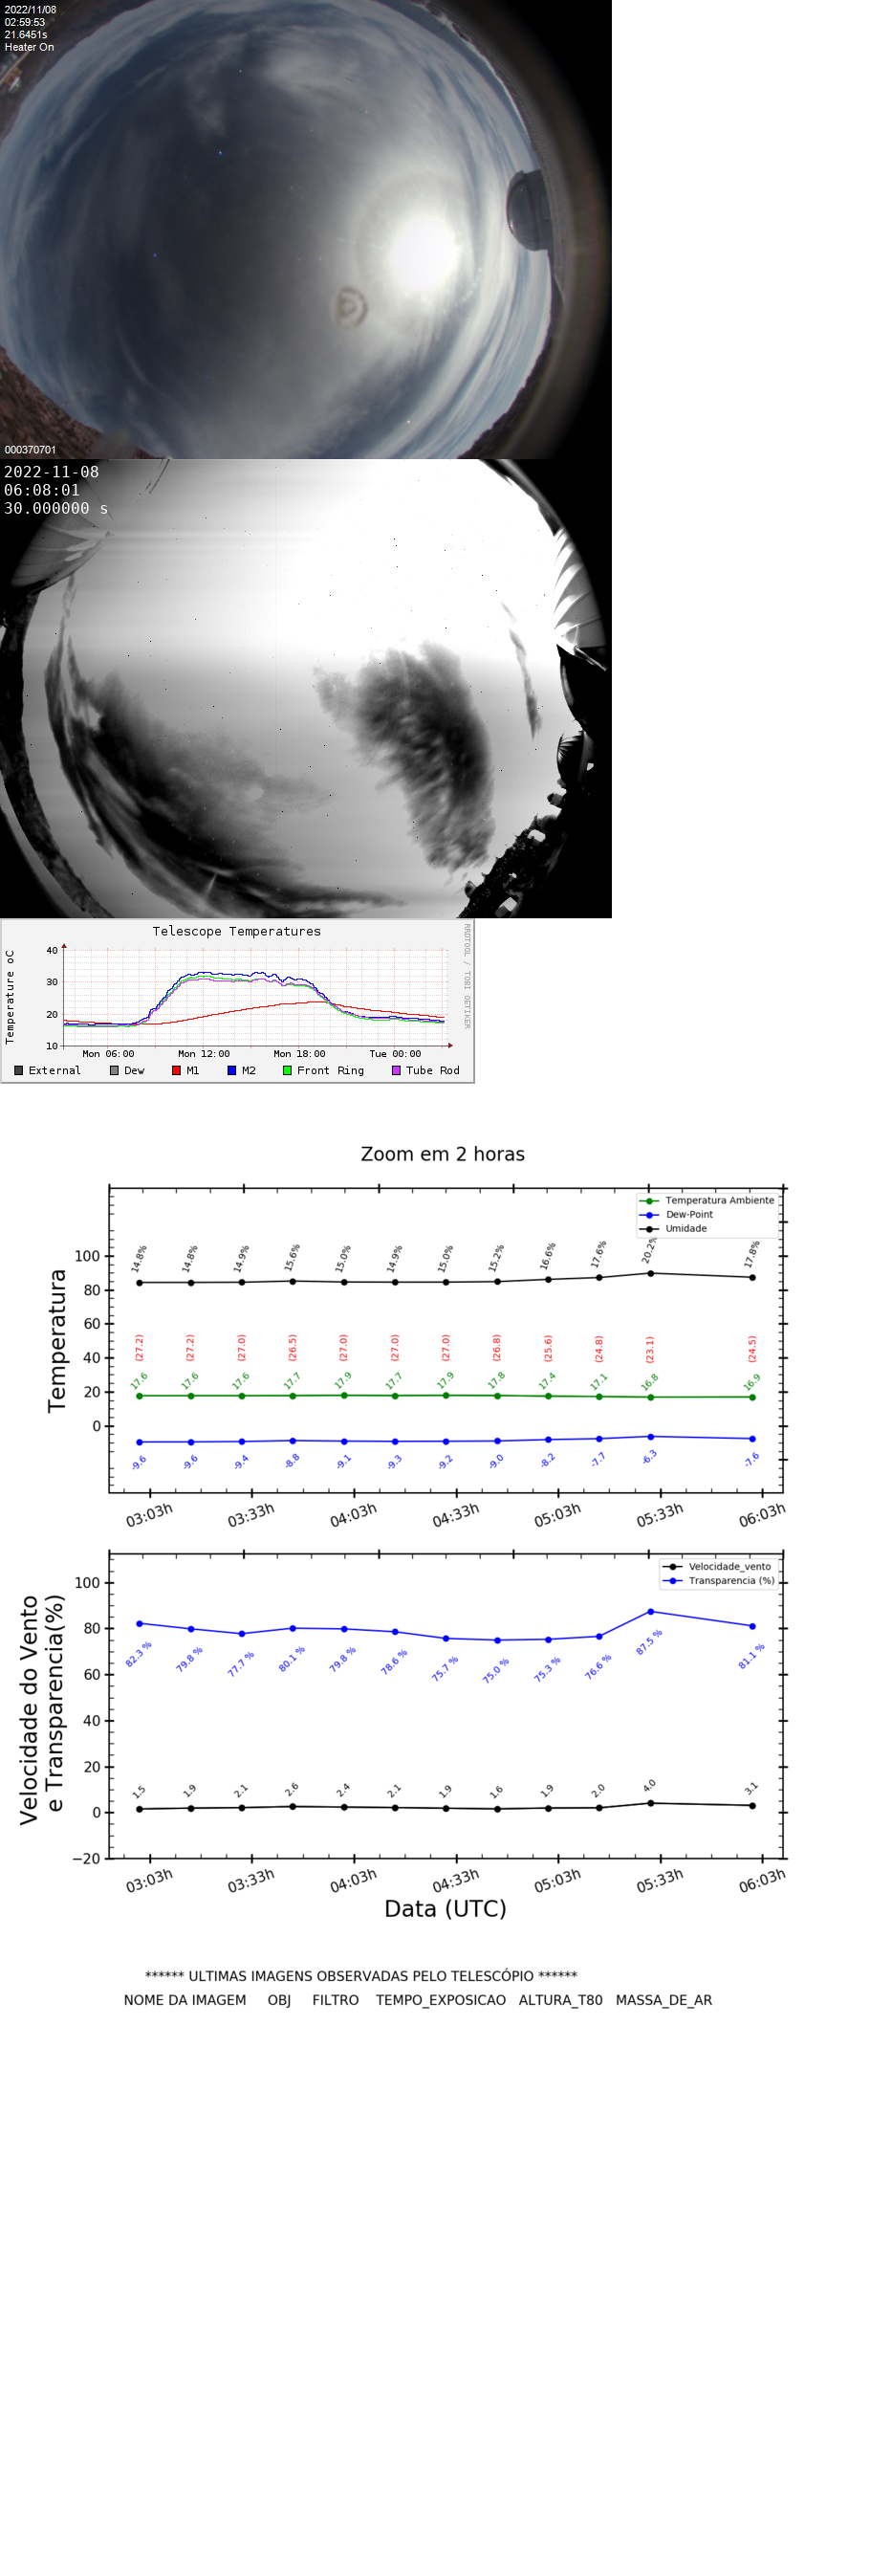 2022/11/08
02:59:53
21.6451s
Heater On
000370701
2022-11-08
06:08:01
30.000000 s
Telescope Temperatures
RRDTOOL / TOBI OETIKER
Temperature oC
40
30
20
10
Mon 06:00 Mon 12:00 Mon 18:00 Tue 00:00
External Dew M1 M2 Front Ring Tube Rod
Zoom em 2 horas
Temperatura Ambiente
Dew-Point
Umidade
Temperatura
100
80
60
40
20
0
14.8% 14.8% 14.9% 15.6% 15.0% 14.9% 15.0% 15.2% 16.6% 17.6% 20.2% 17.8%
(27.2) (27.2) (27.0) (26.5) (27.0) (27.0) (27.0) (26.8) (25.6) (24.8) (23.1) (24.5)
17.6 17.6 17.6 17.7 17.9 17.7 17.9 17.8 17.4 17.1 16.8 16.9
-9.6 -9.6 -9.4 -8.8 -9.1 -9.3 -9.2 -9.0 -8.2 -7.7 -6.3 -7.6
03:03h 03:33h 04:03h 04:33h 05:03h 05:33h 06:03h
Velocidade_vento
Transparencia (%)
Velocidade do Vento
e Transparencia(%)
100
80
60
40
20
0
−20
82.3 % 79.8 % 77.7 % 80.1 % 79.8 % 78.6 % 75.7 % 75.0 % 75.3 % 76.6 % 87.5 % 81.1 %
1.5 1.9 2.1 2.6 2.4 2.1 1.9 1.6 1.9 2.0 4.0 3.1
03:03h 03:33h 04:03h 04:33h 05:03h 05:33h 06:03h
Data (UTC)
****** ULTIMAS IMAGENS OBSERVADAS PELO TELESCÓPIO ******
NOME DA IMAGEM OBJ FILTRO TEMPO_EXPOSICAO ALTURA_T80 MASSA_DE_AR